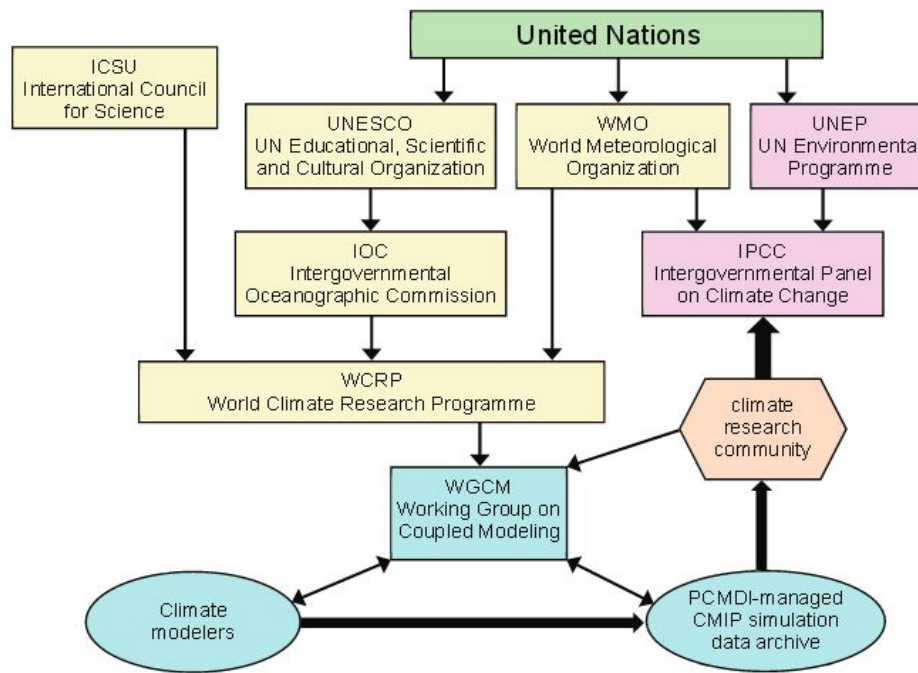 United Nations
ICSU
International Council
for Science
UNESCO
UN Educational, Scientific
and Cultural Organization
WMO
World Meteorological
Organization
UNEP
UN Environmental
Programme
IOC
Intergovernmental
Oceanographic Commission
IPCC
Intergovernmental Panel
on Climate Change
WCRP
World Climate Research Programme
climate
research
community
WGCM
Working Group on
Coupled Modeling
Climate
modelers
PCMDI-managed
CMIP simulation
data archive